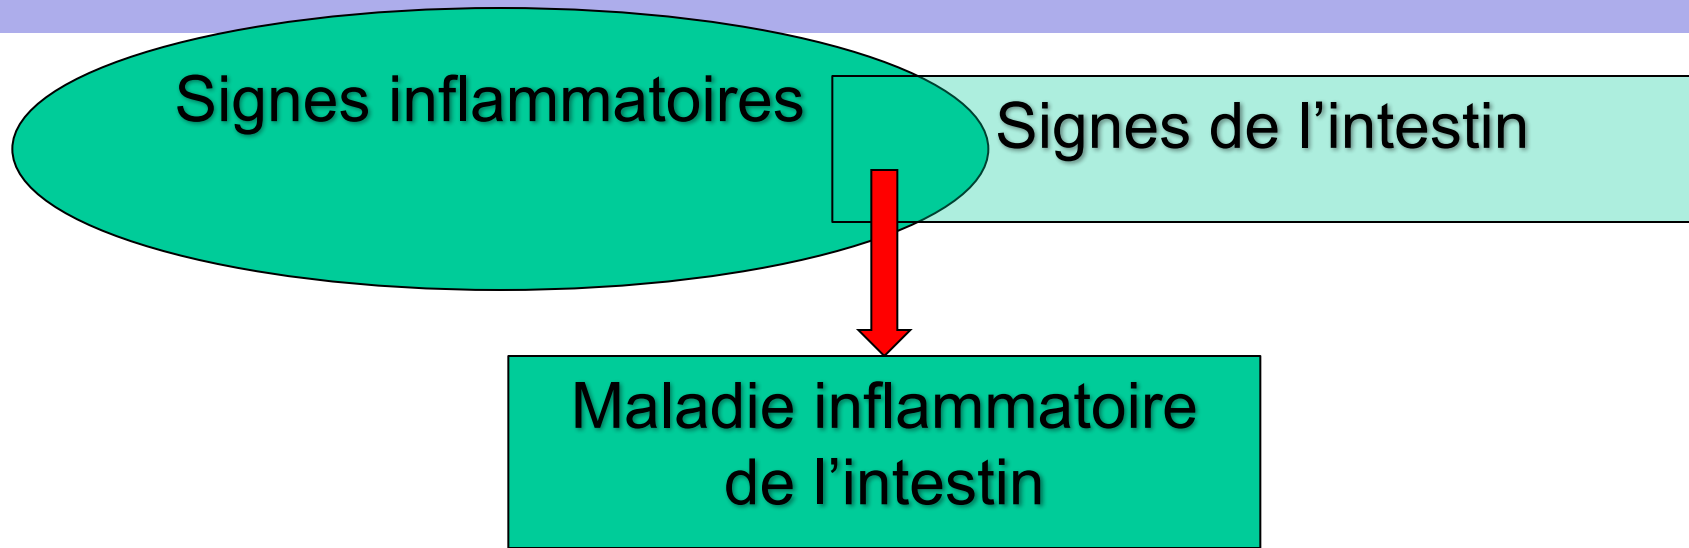 Signes inflammatoires
Signes de l’intestin
Maladie inflammatoire
de l’intestin